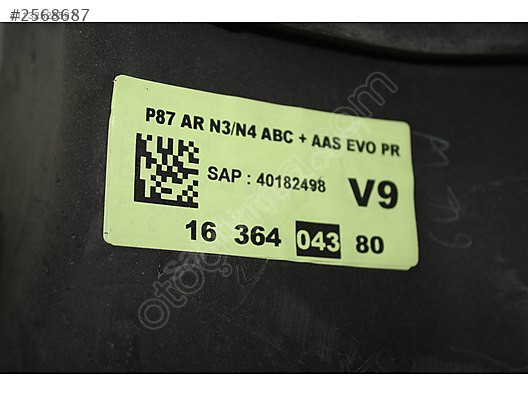 #2568687
P87 AR N3/N4 ABC + AAS EVO PR
SAP : 40182498
V9
16 364 043 80